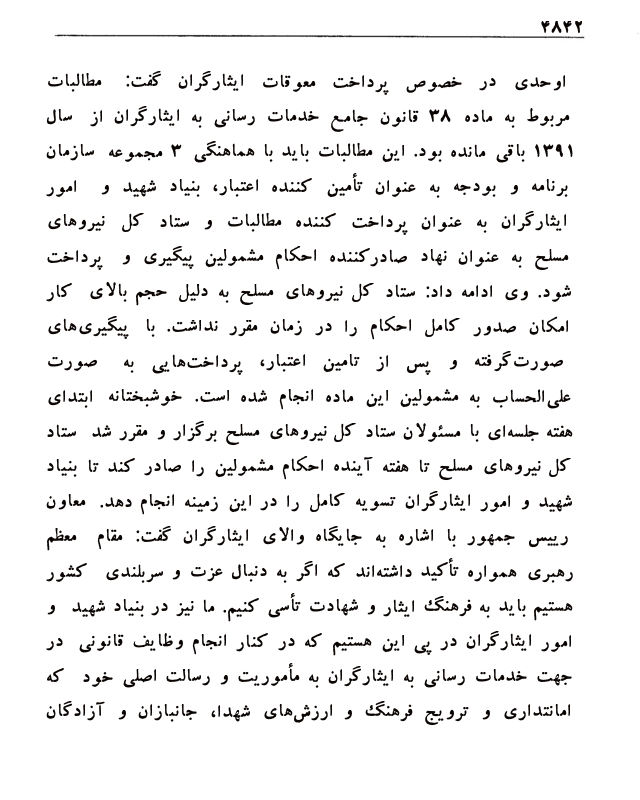 ۴۸۴۲
اوحدی در خصوص پرداخت معوقات ایثارگران گفت: مطالبات
مربوط به ماده ۳۸ قانون جامع خدمات رسانی به ایثارگران از سال
۱۳۹۱ باقی مانده بود. این مطالبات باید با هماهنگی ۳ مجموعه سازمان
برنامه و بودجه به عنوان تأمین کننده اعتبار، بنیاد شهید و امور
ایثارگران به عنوان پرداخت کننده مطالبات و ستاد کل نیروهای
مسلح به عنوان نهاد صادرکننده احکام مشمولین پیگیری و پرداخت
شود. وی ادامه داد: ستاد کل نیروهای مسلح به دلیل حجم بالای کار
امکان صدور کامل احکام را در زمان مقرر نداشت. با پیگیری‌های
صورت‌گرفته و پس از تامین اعتبار، پرداخت‌هایی به صورت
علی‌الحساب به مشمولین این ماده انجام شده است. خوشبختانه ابتدای
هفته جلسه‌ای با مسئولان ستاد کل نیروهای مسلح برگزار و مقرر شد ستاد
کل نیروهای مسلح تا هفته آینده احکام مشمولین را صادر کند تا بنیاد
شهید و امور ایثارگران تسویه کامل را در این زمینه انجام دهد. معاون
رییس جمهور با اشاره به جایگاه والای ایثارگران گفت: مقام معظم
رهبری همواره تأکید داشته‌اند که اگر به دنبال عزت و سربلندی کشور
هستیم باید به فرهنگ ایثار و شهادت تأسی کنیم. ما نیز در بنیاد شهید و
امور ایثارگران در پی این هستیم که در کنار انجام وظایف قانونی در
جهت خدمات رسانی به ایثارگران به مأموریت و رسالت اصلی خود که
امانتداری و ترویج فرهنگ و ارزش‌های شهدا، جانبازان و آزادگان